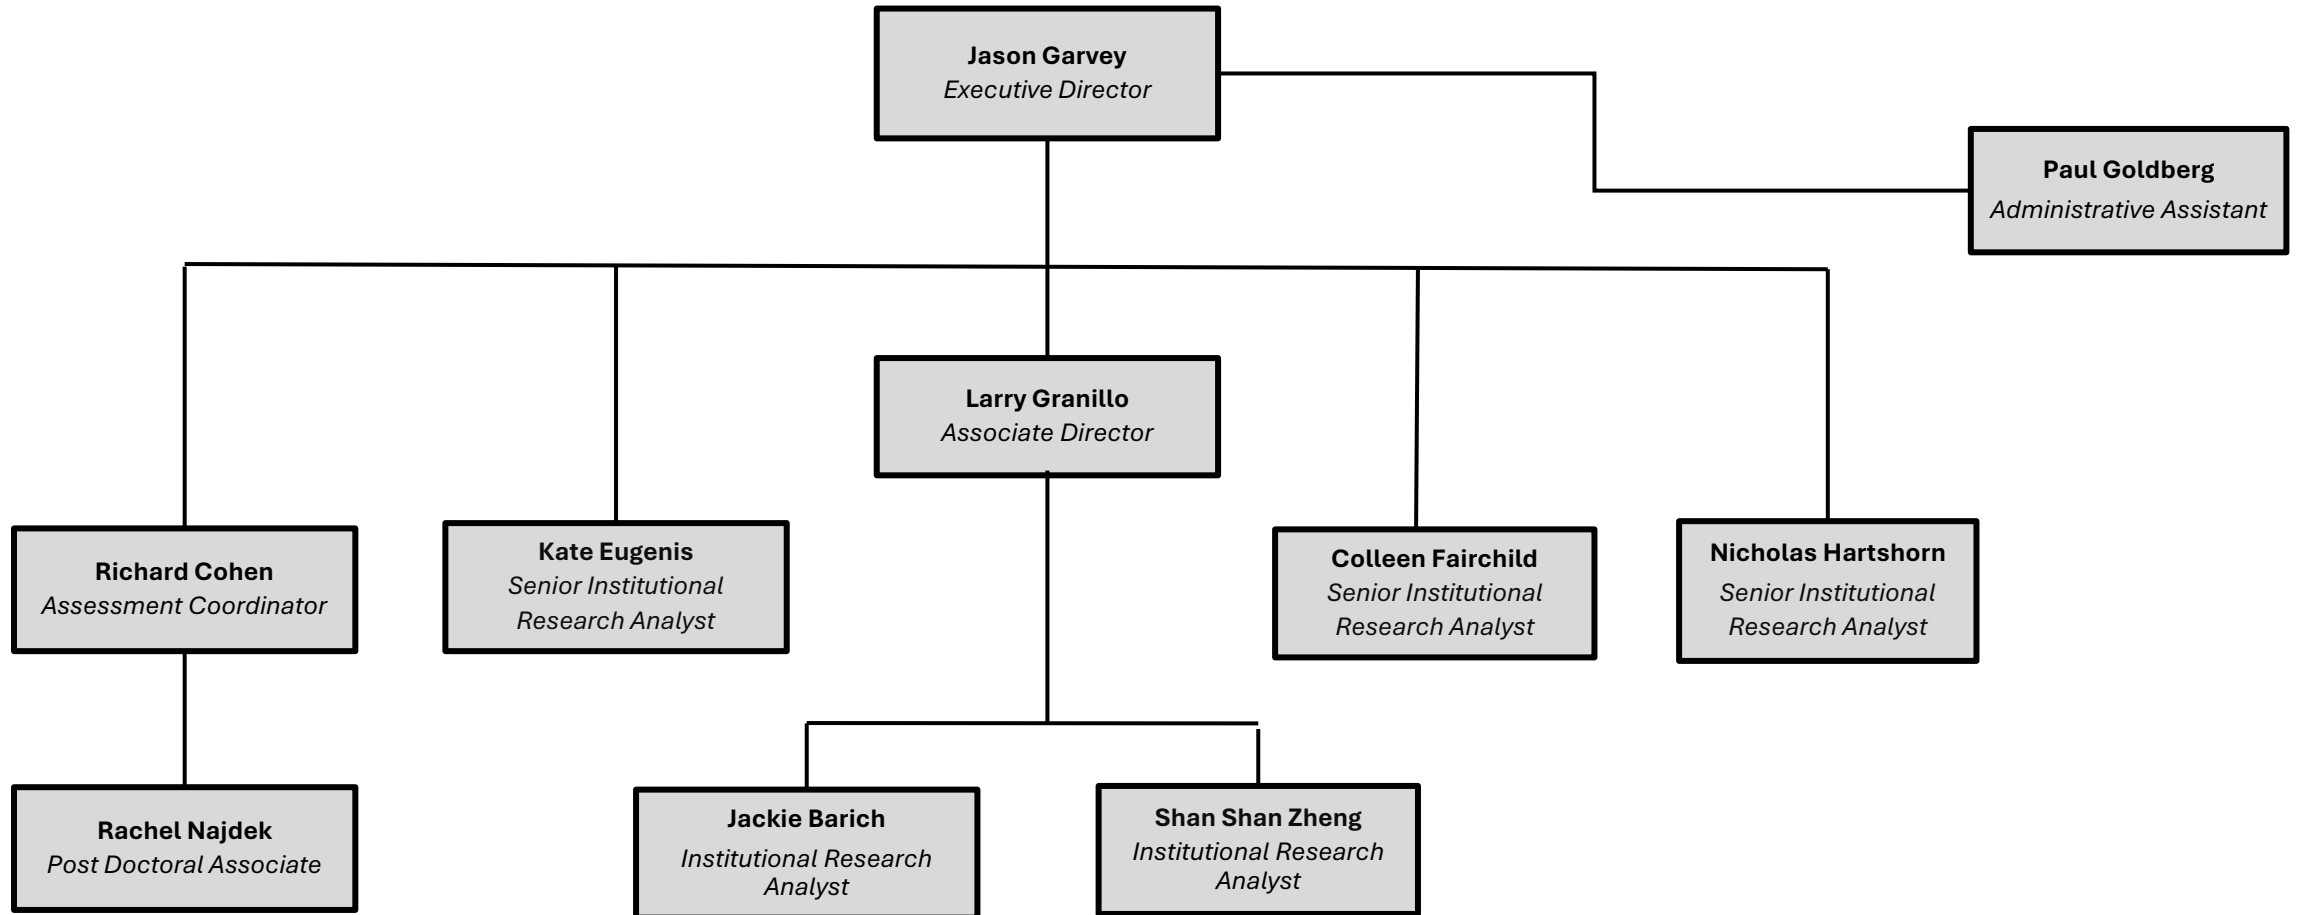 Jason Garvey
Executive Director
Paul Goldberg
Administrative Assistant
Larry Granillo
Associate Director
Richard Cohen
Assessment Coordinator
Kate Eugenis
Senior Institutional
Research Analyst
Colleen Fairchild
Senior Institutional
Research Analyst
Nicholas Hartshorn
Senior Institutional
Research Analyst
Rachel Najdek
Post Doctoral Associate
Jackie Barich
Institutional Research
Analyst
Shan Shan Zheng
Institutional Research
Analyst